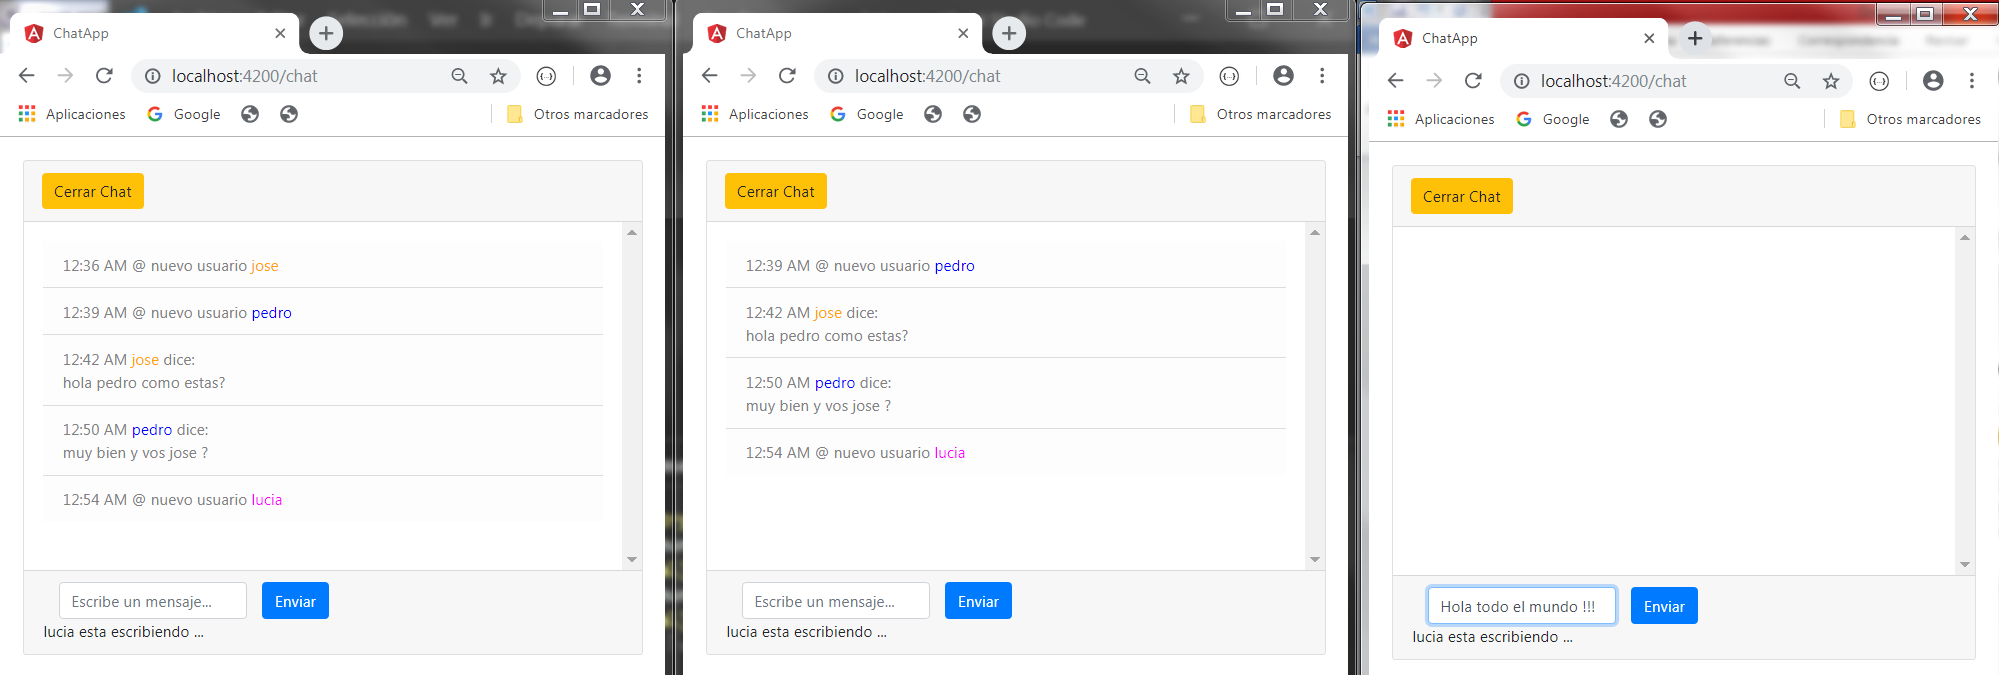 ChatApp
localhost:4200/chat
Aplicaciones
Google
Otros marcadores
Cerrar Chat
12:36 AM @ nuevo usuario jose
12:39 AM @ nuevo usuario pedro
12:42 AM jose dice:
hola pedro como estas?
12:50 AM pedro dice:
muy bien y vos jose ?
12:54 AM @ nuevo usuario lucia
Escribe un mensaje...
Enviar
lucia esta escribiendo ...
ChatApp
localhost:4200/chat
Aplicaciones
Google
Otros marcadores
Cerrar Chat
12:39 AM @ nuevo usuario pedro
12:42 AM jose dice:
hola pedro como estas?
12:50 AM pedro dice:
muy bien y vos jose ?
12:54 AM @ nuevo usuario lucia
Escribe un mensaje...
Enviar
lucia esta escribiendo ...
ChatApp
localhost:4200/chat
Aplicaciones
Google
Otros marcadores
Cerrar Chat
Hola todo el mundo !!!
Enviar
lucia esta escribiendo ...